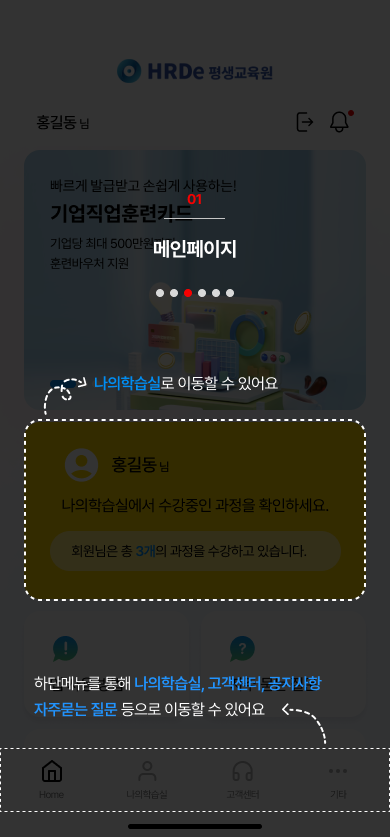 HRDe 평생교육원
홍길동 님
빠르게 발급받고 손쉽게 사용하는!
01
기업직업훈련카드
기업당 최대 500만원
메인페이지
훈련바우처 지원
나의학습실로 이동할 수 있어요
홍길동 님
나의학습실에서 수강중인 과정을 확인하세요.
회원님은 총 3개의 과정을 수강하고 있습니다.
하단메뉴를 통해 나의학습실, 고객센터, 공지사항
자주묻는 질문 등으로 이동할 수 있어요
Home
나의학습실
고객센터
기타